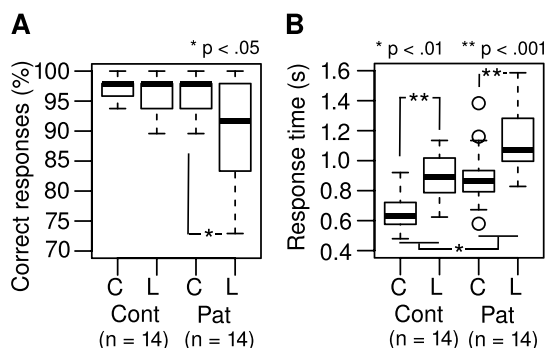 A
* p < .05
Correct responses (%)
100
95
90
85
80
75
70
*
C L C L
Cont Pat
(n = 14) (n = 14)
B
* p < .01 ** p < .001
Response time (s)
1.6
1.4
1.2
1.0
0.8
0.6
0.4
**
**
*
C L C L
Cont Pat
(n = 14) (n = 14)